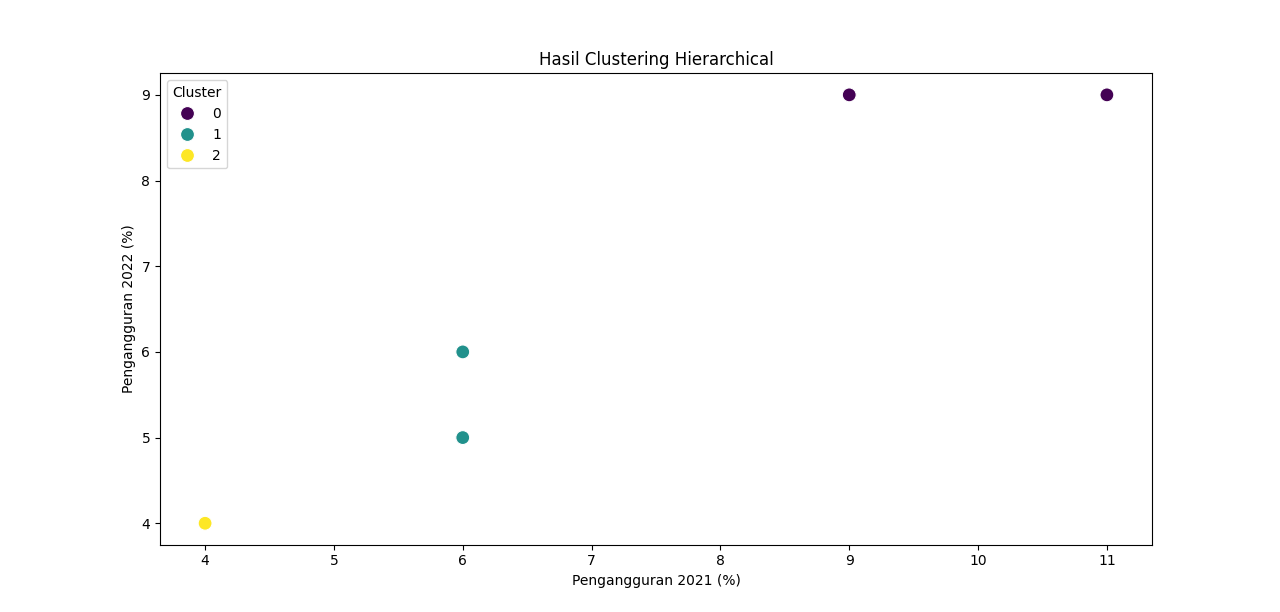 Hasil Clustering Hierarchical
Cluster
0
1
2
9
8
7
6
5
4
Pengangguran 2022 (%)
4 5 6 7 8 9 10 11
Pengangguran 2021 (%)